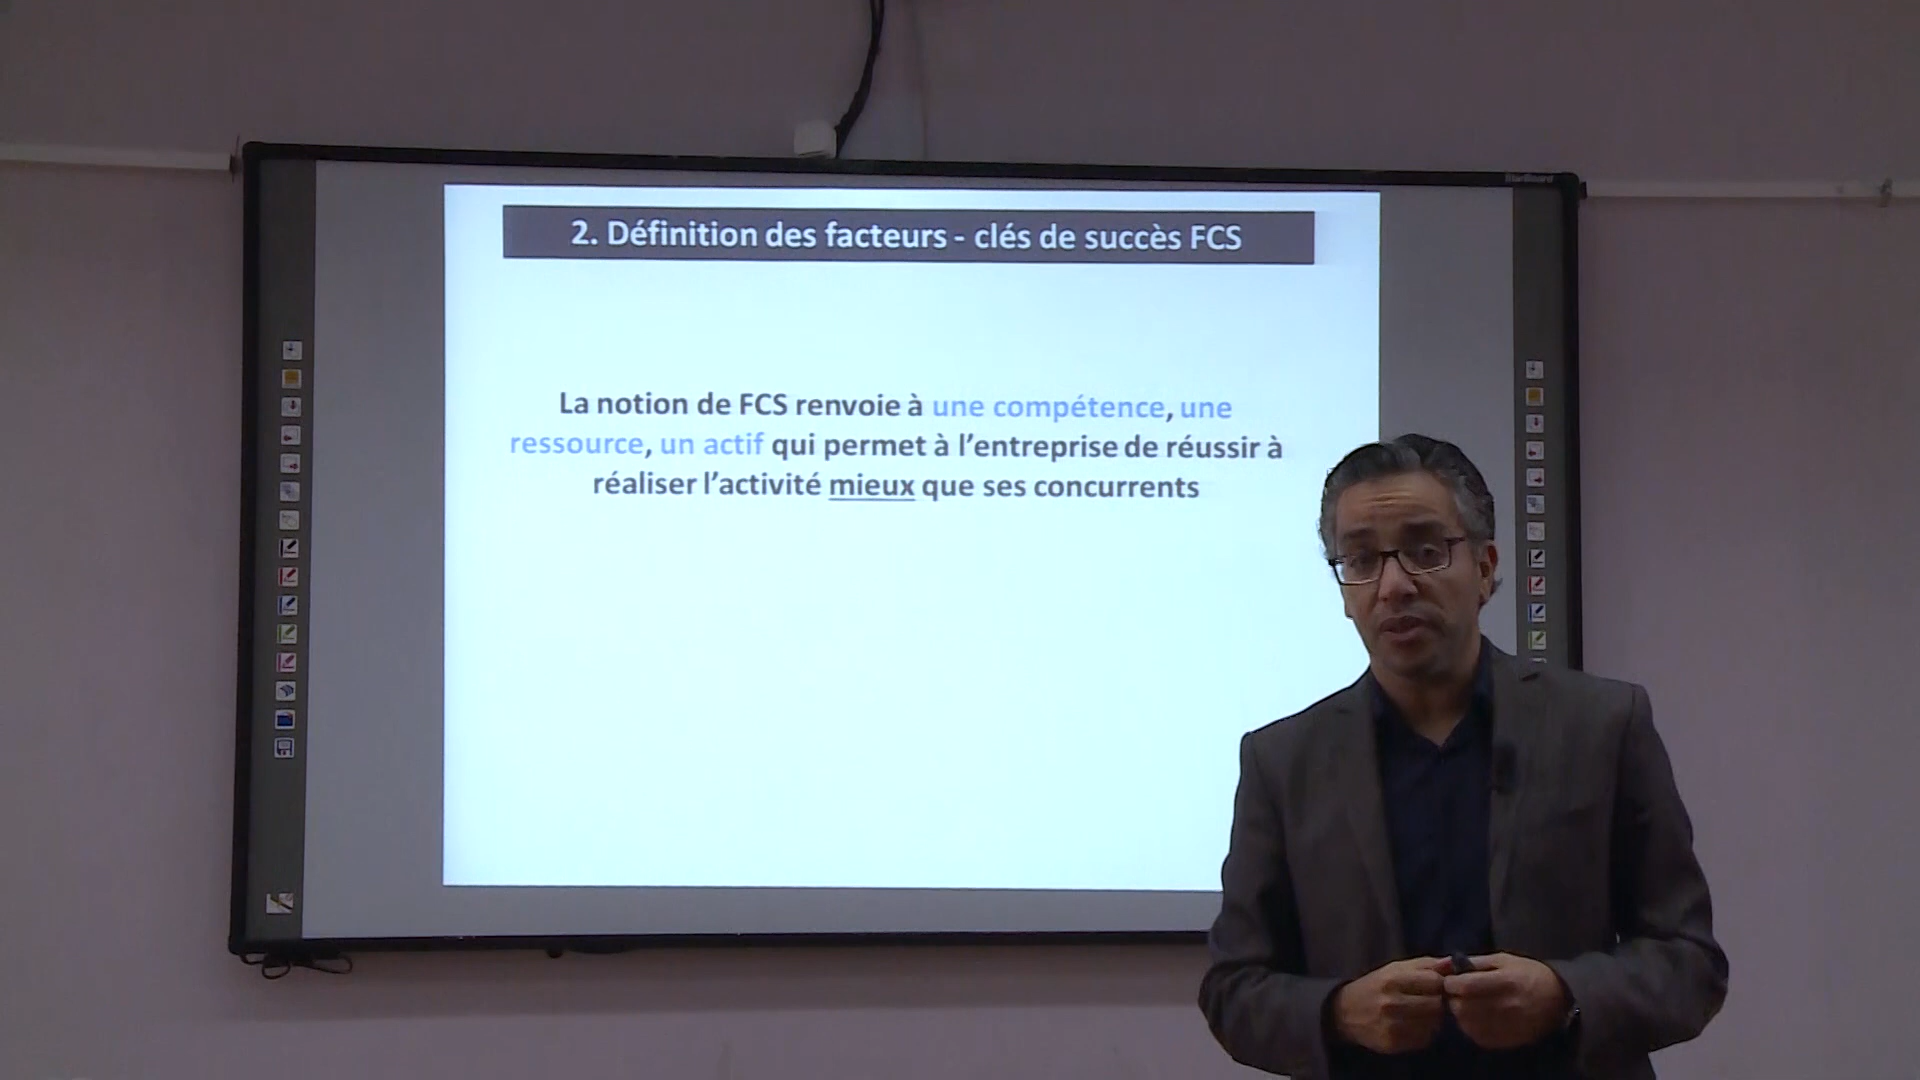 2. Définition des facteurs - clés de succès FCS
La notion de FCS renvoie à une compétence, une
ressource, un actif qui permet à l'entreprise de réussir à
réaliser l'activité mieux que ses concurrents